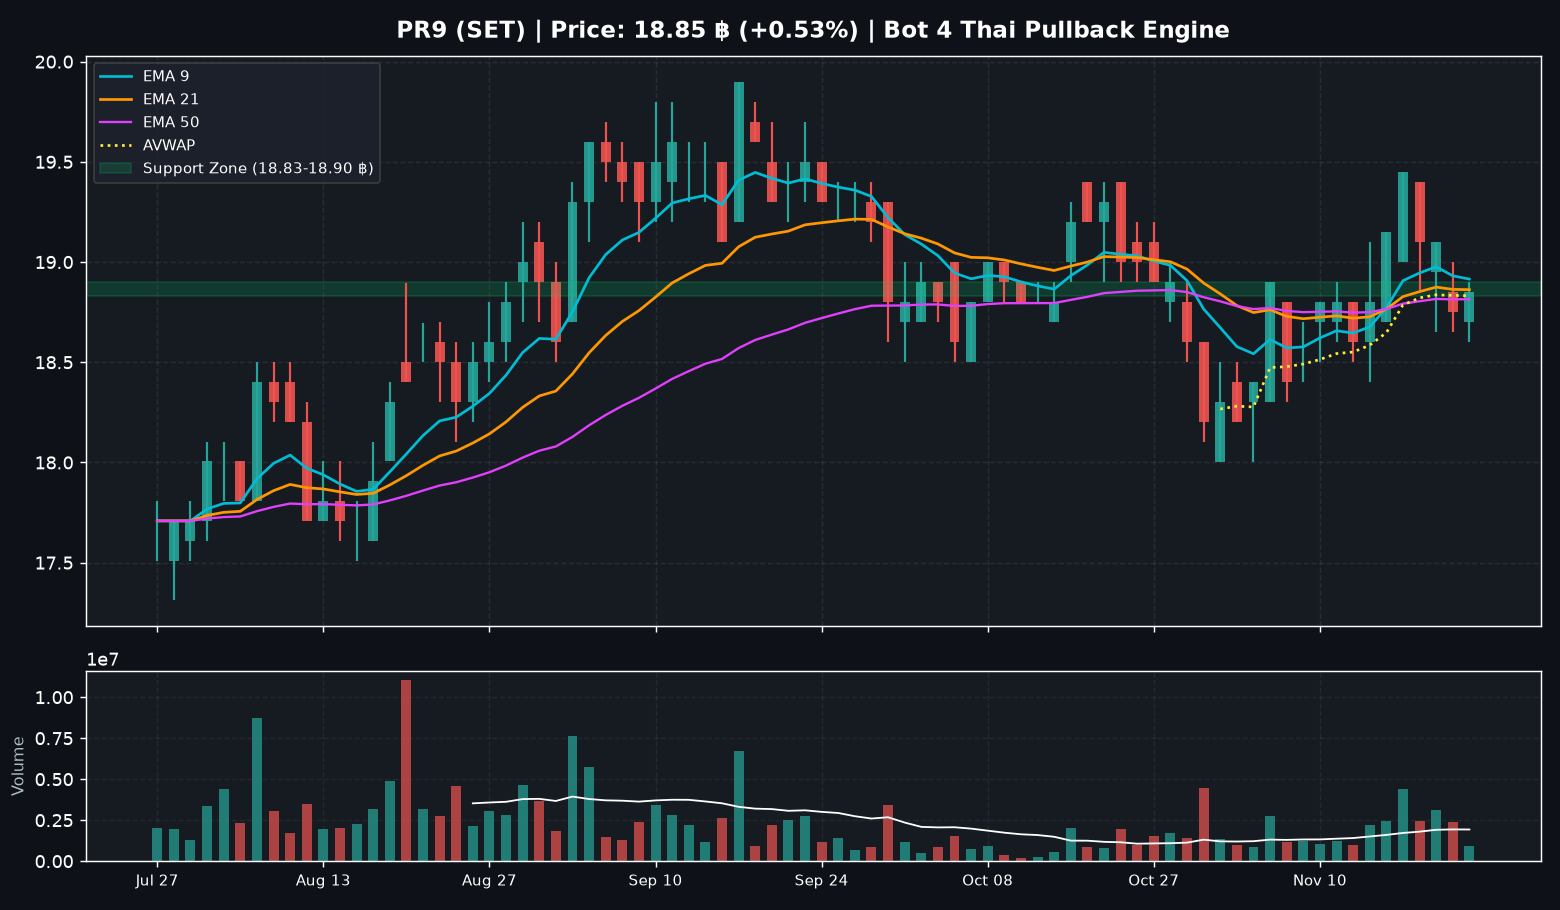 PR9 (SET) | Price: 18.85 ฿ (+0.53%) | Bot 4 Thai Pullback Engine
EMA 9
EMA 21
EMA 50
AVWAP
Support Zone (18.83-18.90 ฿)
20.0
19.5
19.0
18.5
18.0
17.5
1e7
1.00
0.75
0.50
0.25
0.00
Volume
Jul 27
Aug 13
Aug 27
Sep 10
Sep 24
Oct 08
Oct 27
Nov 10